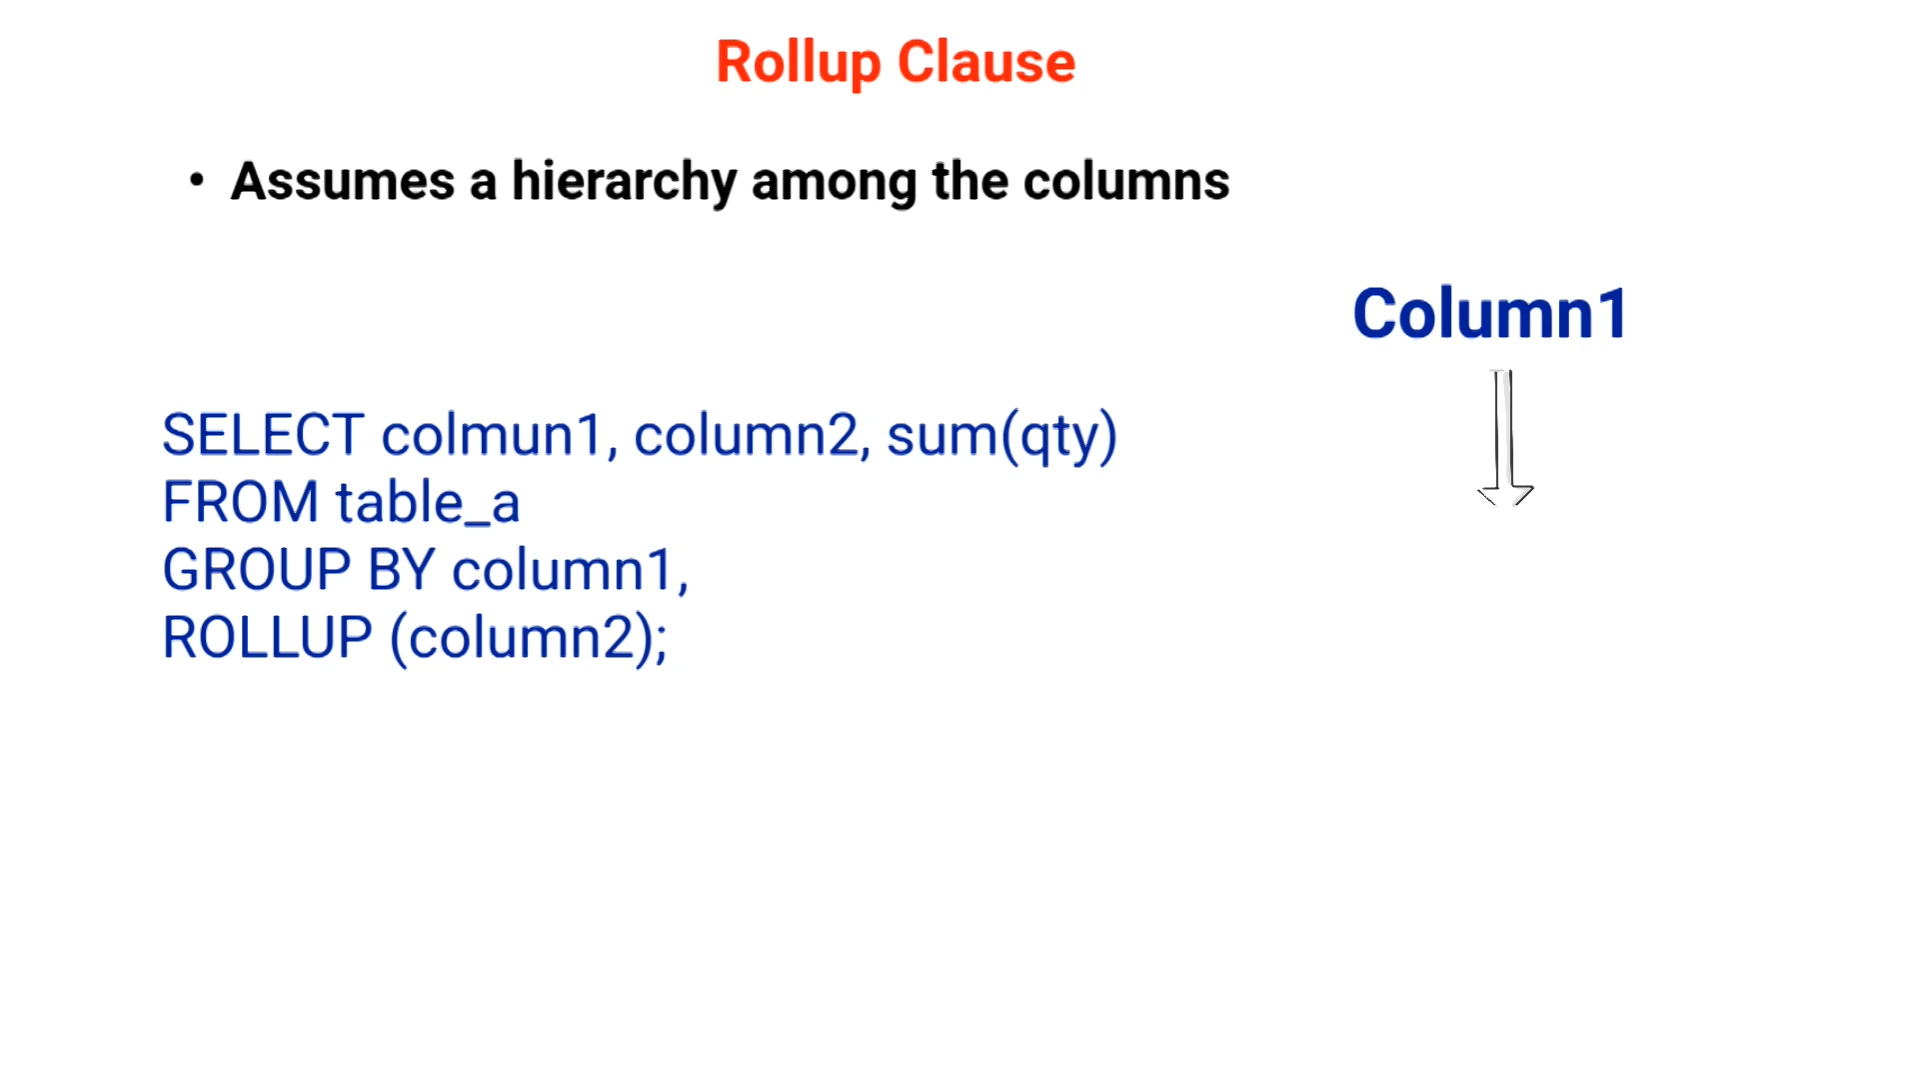 Rollup Clause
• Assumes a hierarchy among the columns
Column1
SELECT colmun1, column2, sum(qty)
FROM table_a
GROUP BY column1,
ROLLUP (column2);